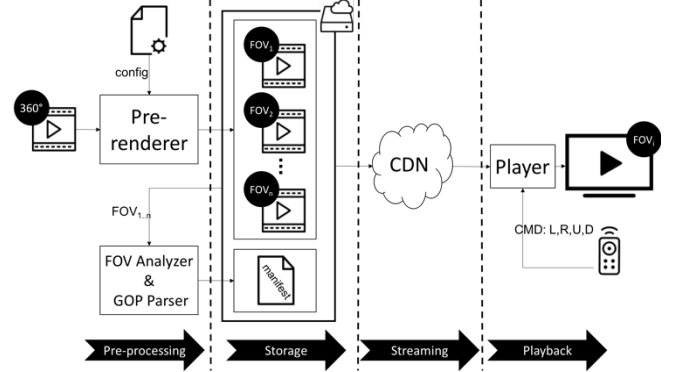 config
360°
Pre-
renderer
FOV₁
FOV₂
FOVₙ
FOV₁..ₙ
FOV Analyzer
&
GOP Parser
manifest
CDN
Player
FOVᵢ
CMD: L,R,U,D
Pre-processing
Storage
Streaming
Playback